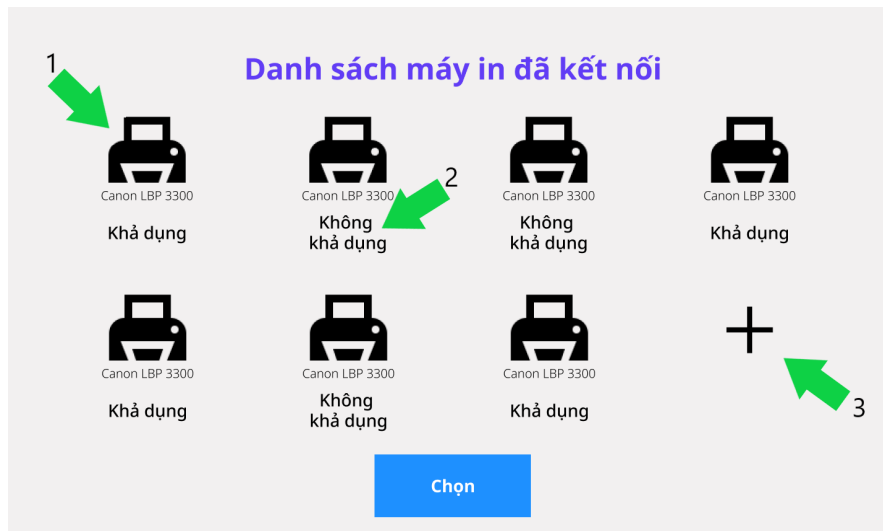 1
Danh sách máy in đã kết nối
2
Canon LBP 3300
Khả dụng
Canon LBP 3300
Không
khả dụng
Canon LBP 3300
Không
khả dụng
Canon LBP 3300
Khả dụng
Canon LBP 3300
Khả dụng
Canon LBP 3300
Không
khả dụng
Canon LBP 3300
Khả dụng
3
Chọn